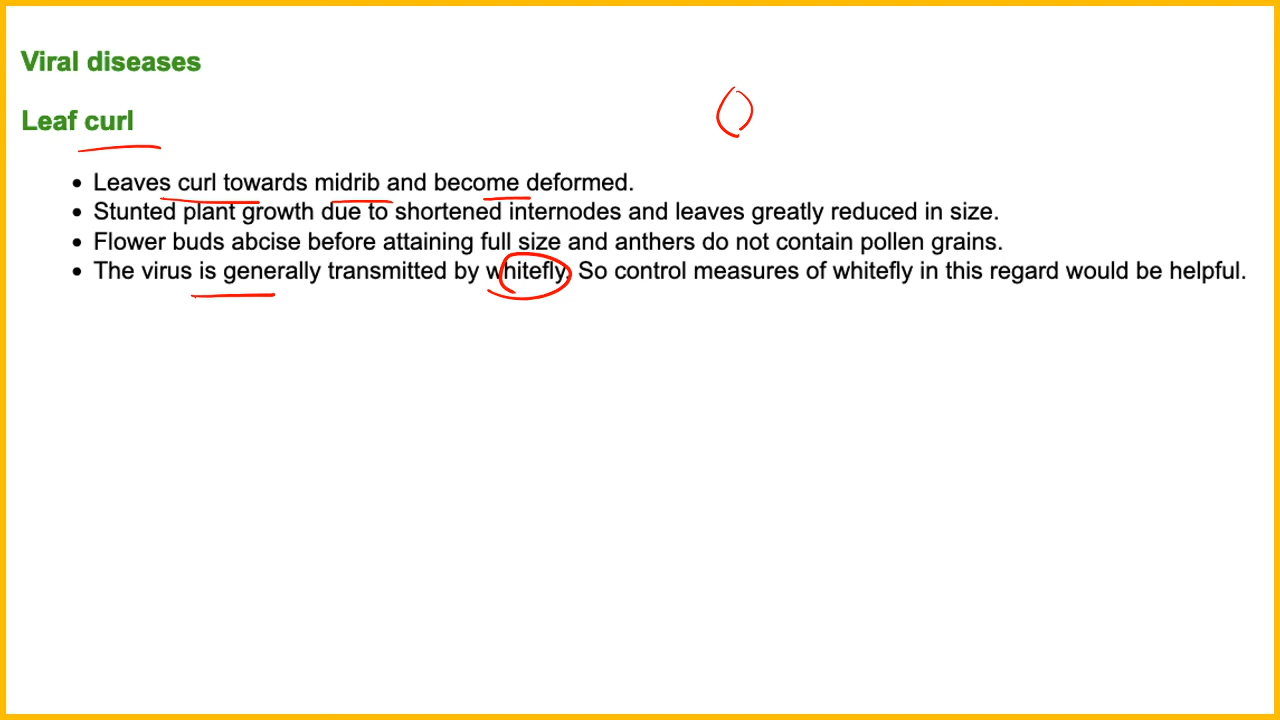 Viral diseases
Leaf curl
• Leaves curl towards midrib and become deformed.
• Stunted plant growth due to shortened internodes and leaves greatly reduced in size.
• Flower buds abcise before attaining full size and anthers do not contain pollen grains.
• The virus is generally transmitted by whitefly. So control measures of whitefly in this regard would be helpful.